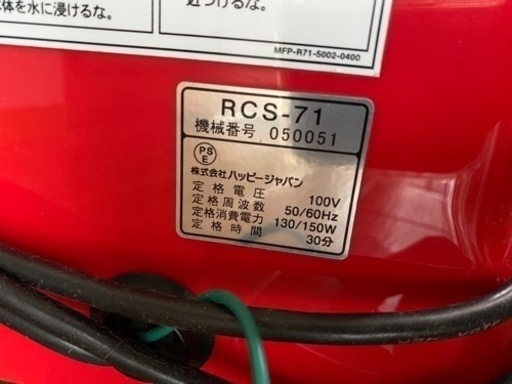 体を水に浸けるな。
近づけるな。
MFP-R71-5002-0400
RCS-71
機械番号 050051
PS
E
株式会社ハッピージャパン
定格電圧 100V
定格周波数 50/60Hz
定格消費電力 130/150W
定格時間 30分